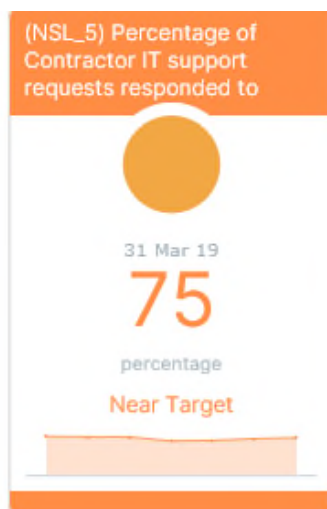 (NSL_5) Percentage of
Contractor IT support
requests responded to
31 Mar 19
75
percentage
Near Target